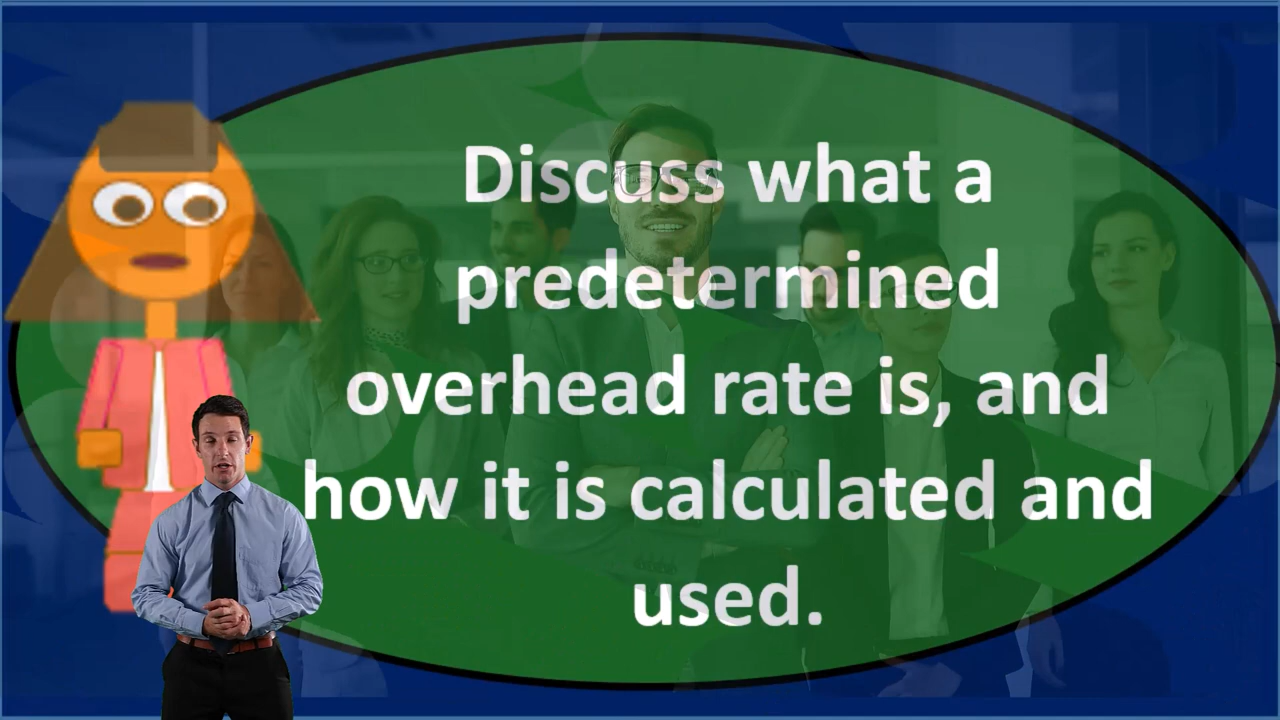 Discuss what a
predetermined
overhead rate is, and
how it is calculated and
used.